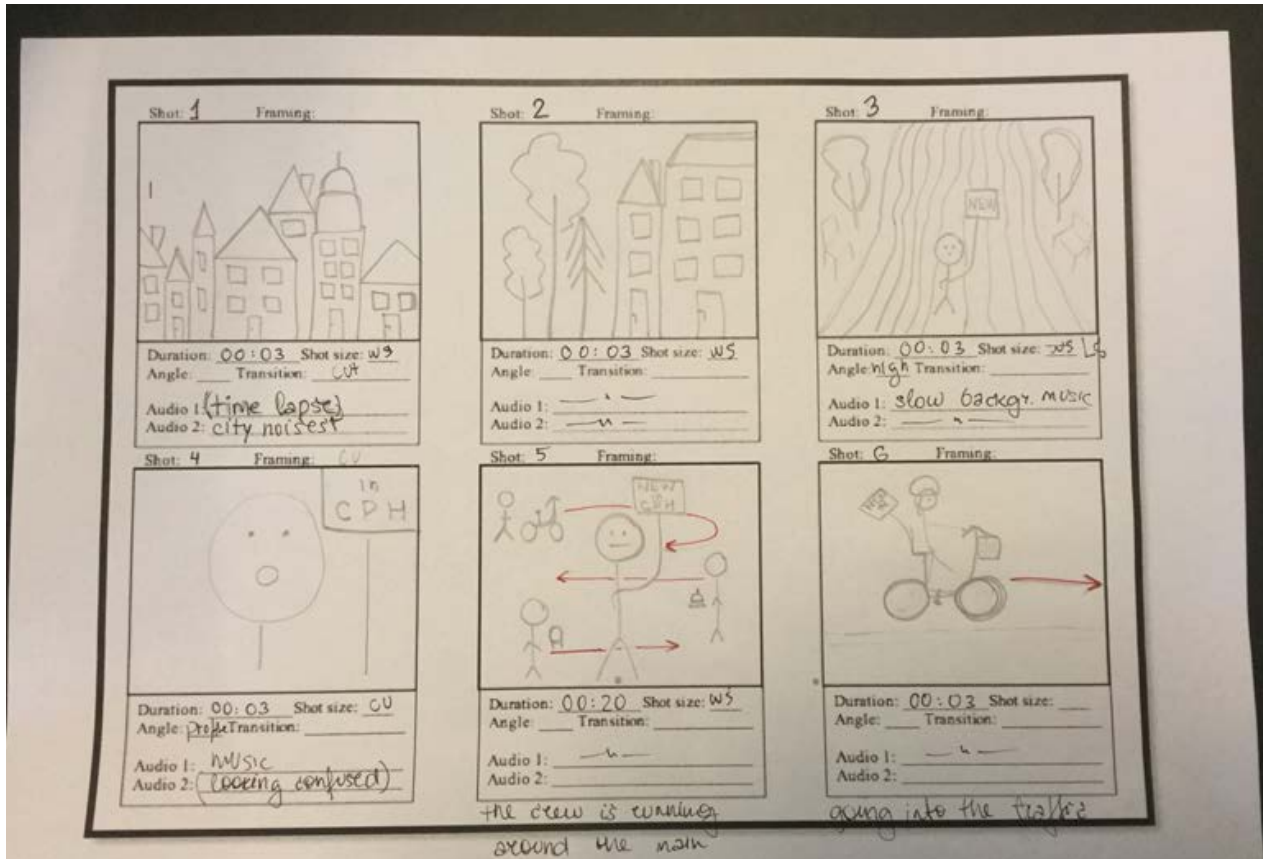 Shot: 1 Framing:
Duration: 00:03 Shot size: WS
Angle: Transition: cut
Audio 1: (time lapse)
Audio 2: city noisest
Shot: 2 Framing:
Duration: 00:03 Shot size: WS
Angle: Transition:
Audio 1: — " —
Audio 2: — " —
Shot: 3 Framing:
NEW
Duration: 00:03 Shot size: WS
Angle: high Transition:
Audio 1: slow backgr. music
Audio 2: — " —
Shot: 4 Framing: CU
in
CPH
Duration: 00:03 Shot size: CU
Angle: profile Transition:
Audio 1: music
Audio 2: (looking confused)
Shot: 5 Framing:
NEW
CPH
Duration: 00:20 Shot size: WS
Angle: Transition:
Audio 1: — " —
Audio 2:
the crew is running
around the main
Shot: 6 Framing:
Duration: 00:03 Shot size:
Angle: Transition:
Audio 1: — " —
Audio 2:
going into the traffic